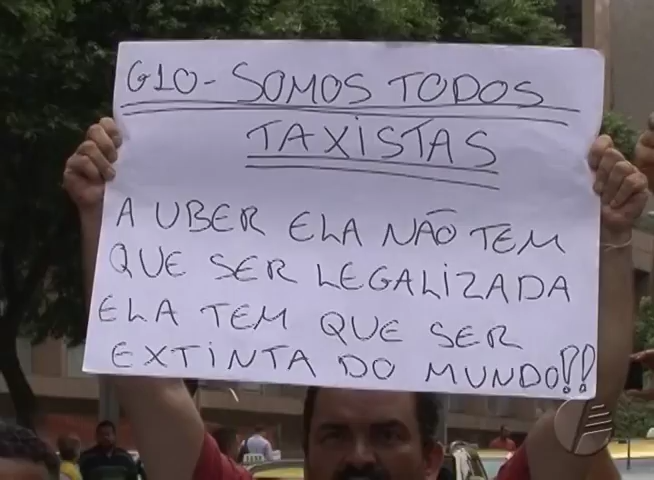 G10- SOMOS TODOS
TAXISTAS
A UBER ELA NÃO TEM
QUE SER LEGALIZADA
ELA TEM QUE SER
EXTINTA DO MUNDO!!